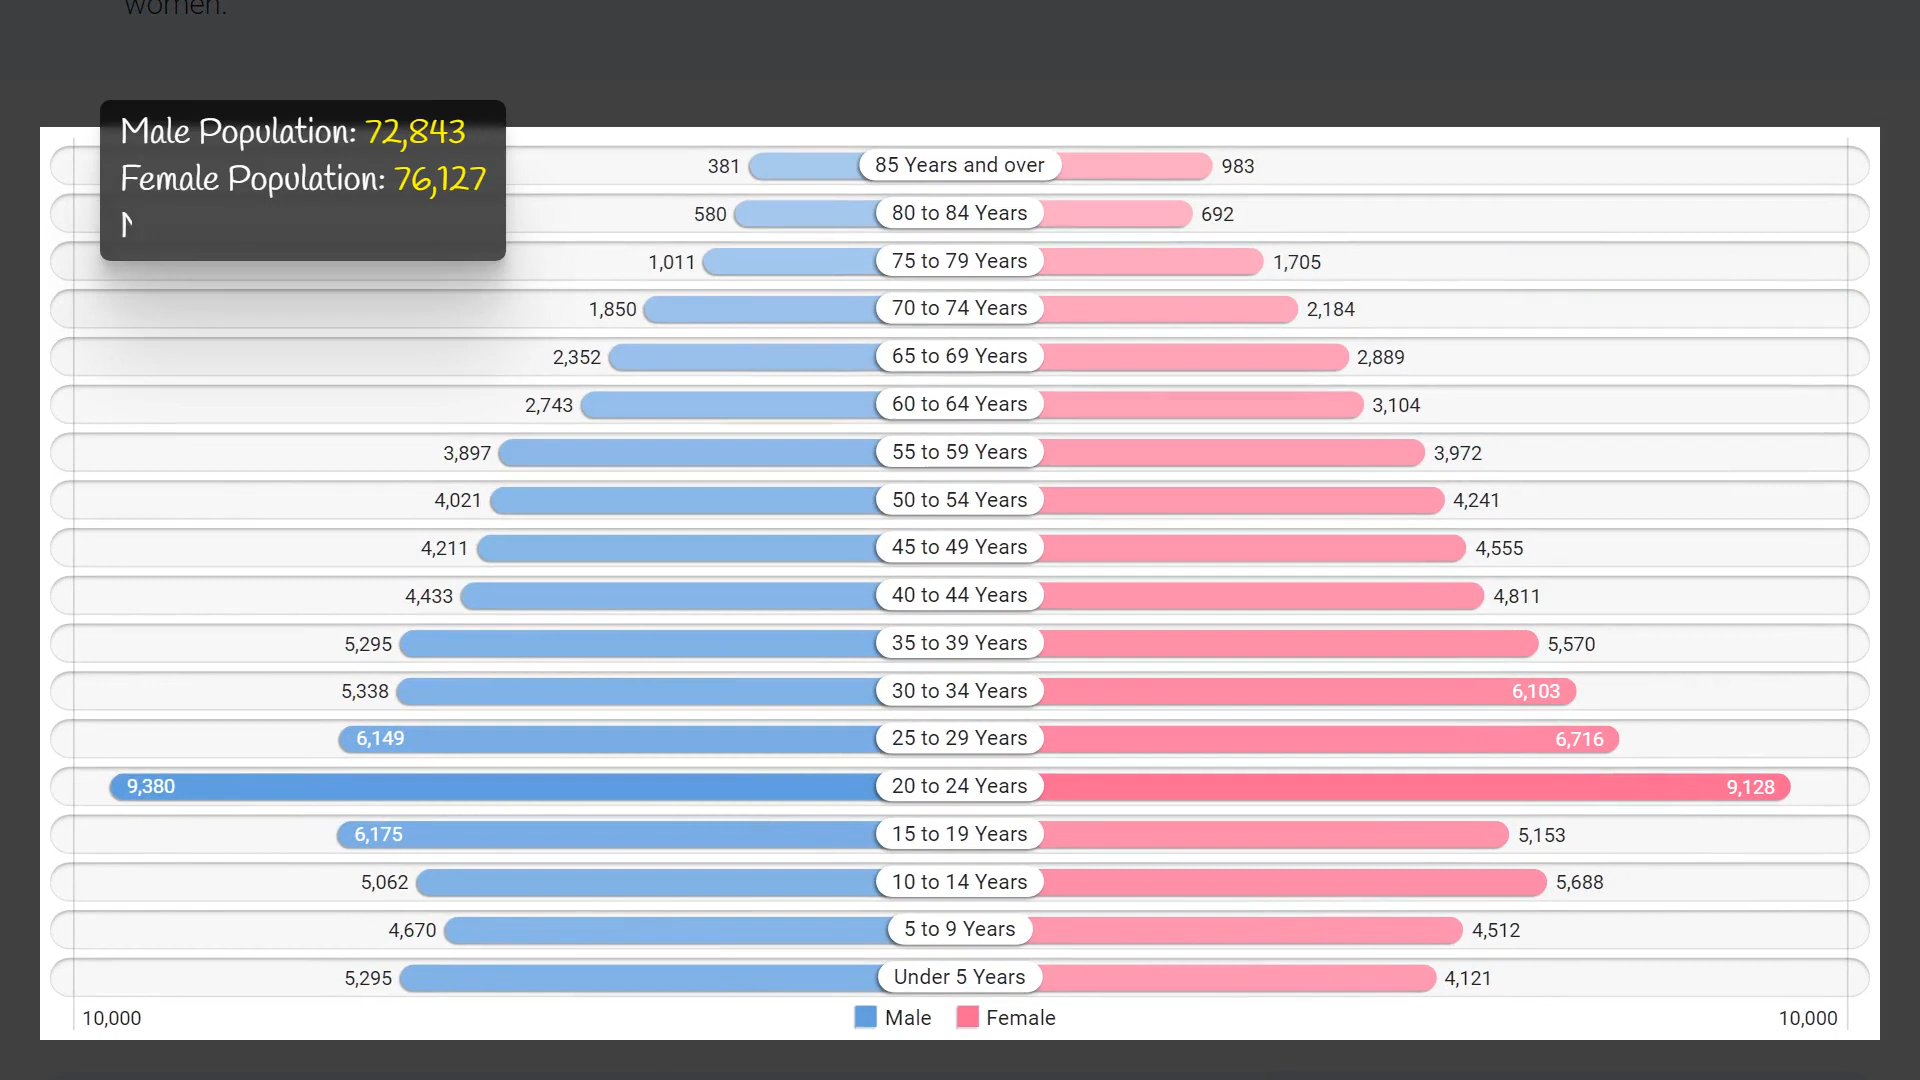 women.
Male Population: 72,843
Female Population: 76,127
N
381 85 Years and over 983
580 80 to 84 Years 692
1,011 75 to 79 Years 1,705
1,850 70 to 74 Years 2,184
2,352 65 to 69 Years 2,889
2,743 60 to 64 Years 3,104
3,897 55 to 59 Years 3,972
4,021 50 to 54 Years 4,241
4,211 45 to 49 Years 4,555
4,433 40 to 44 Years 4,811
5,295 35 to 39 Years 5,570
5,338 30 to 34 Years 6,103
6,149 25 to 29 Years 6,716
9,380 20 to 24 Years 9,128
6,175 15 to 19 Years 5,153
5,062 10 to 14 Years 5,688
4,670 5 to 9 Years 4,512
5,295 Under 5 Years 4,121
10,000 Male Female 10,000